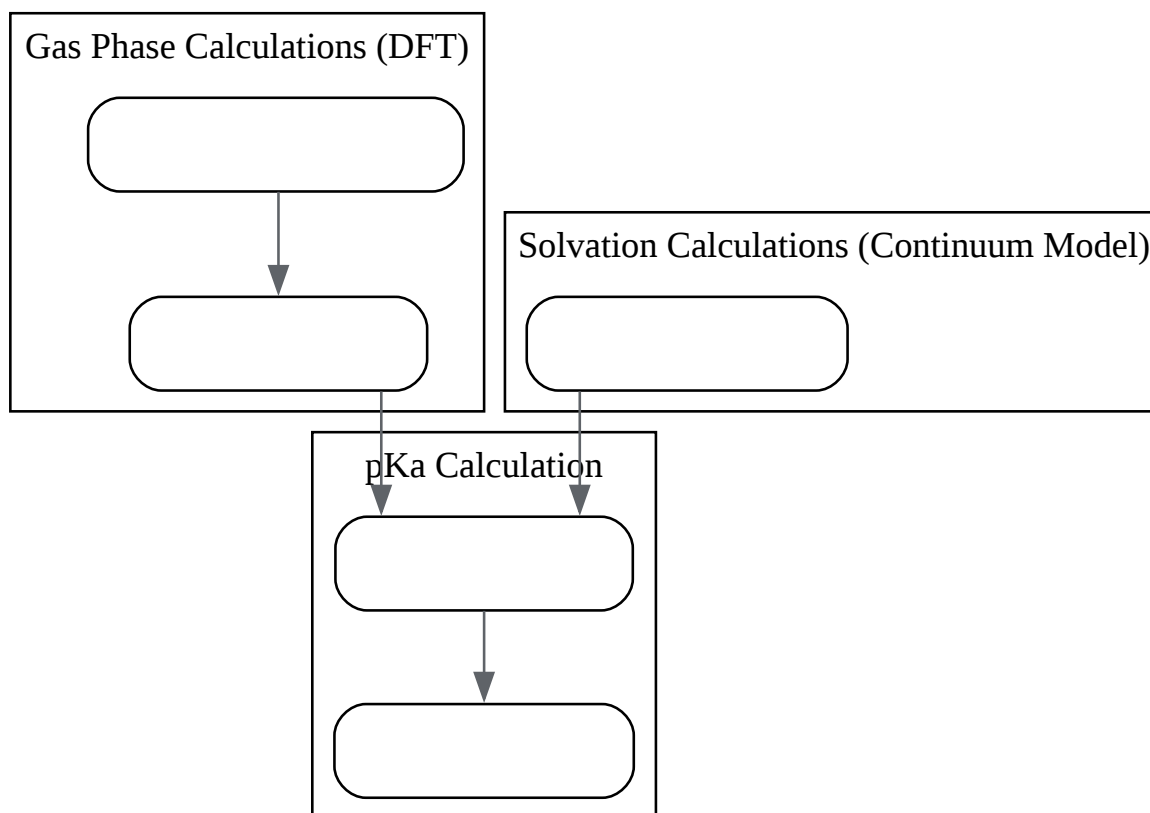 Gas Phase Calculations (DFT)
Solvation Calculations (Continuum Model)
pKa Calculation